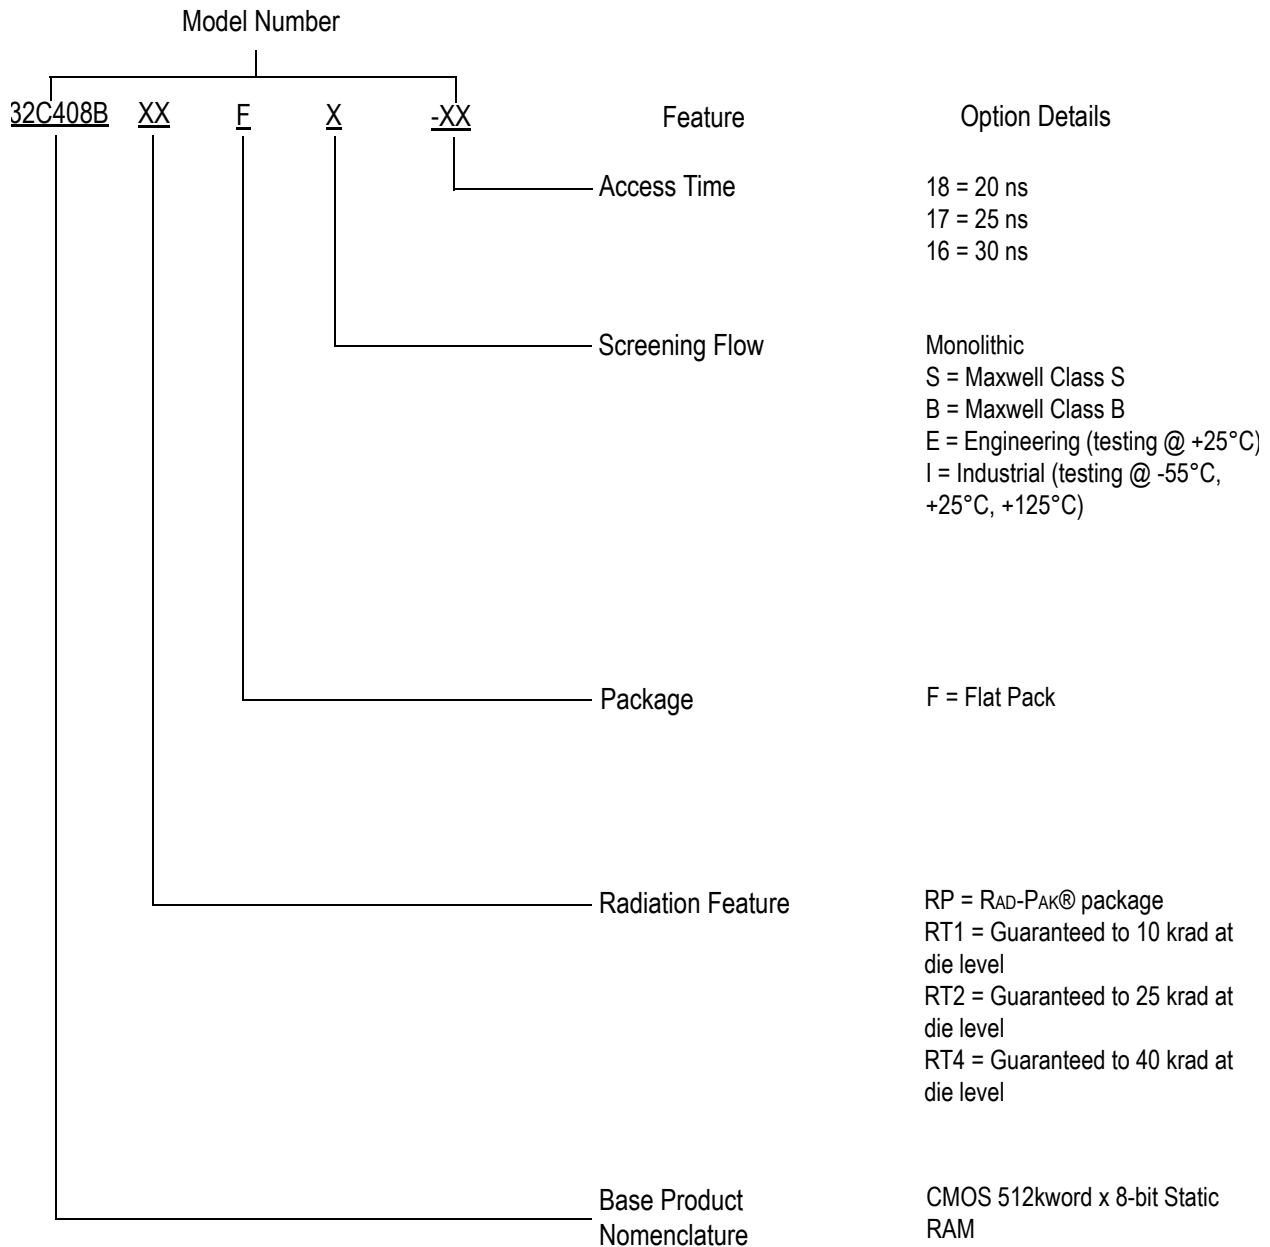 Model Number
32C408B XX F X -XX Feature Option Details
Access Time 18 = 20 ns
17 = 25 ns
16 = 30 ns
Screening Flow Monolithic
S = Maxwell Class S
B = Maxwell Class B
E = Engineering (testing @ +25°C)
I = Industrial (testing @ -55°C,
+25°C, +125°C)
Package F = Flat Pack
Radiation Feature RP = RAD-PAK® package
RT1 = Guaranteed to 10 krad at
die level
RT2 = Guaranteed to 25 krad at
die level
RT4 = Guaranteed to 40 krad at
die level
Base Product CMOS 512kword x 8-bit Static
Nomenclature RAM